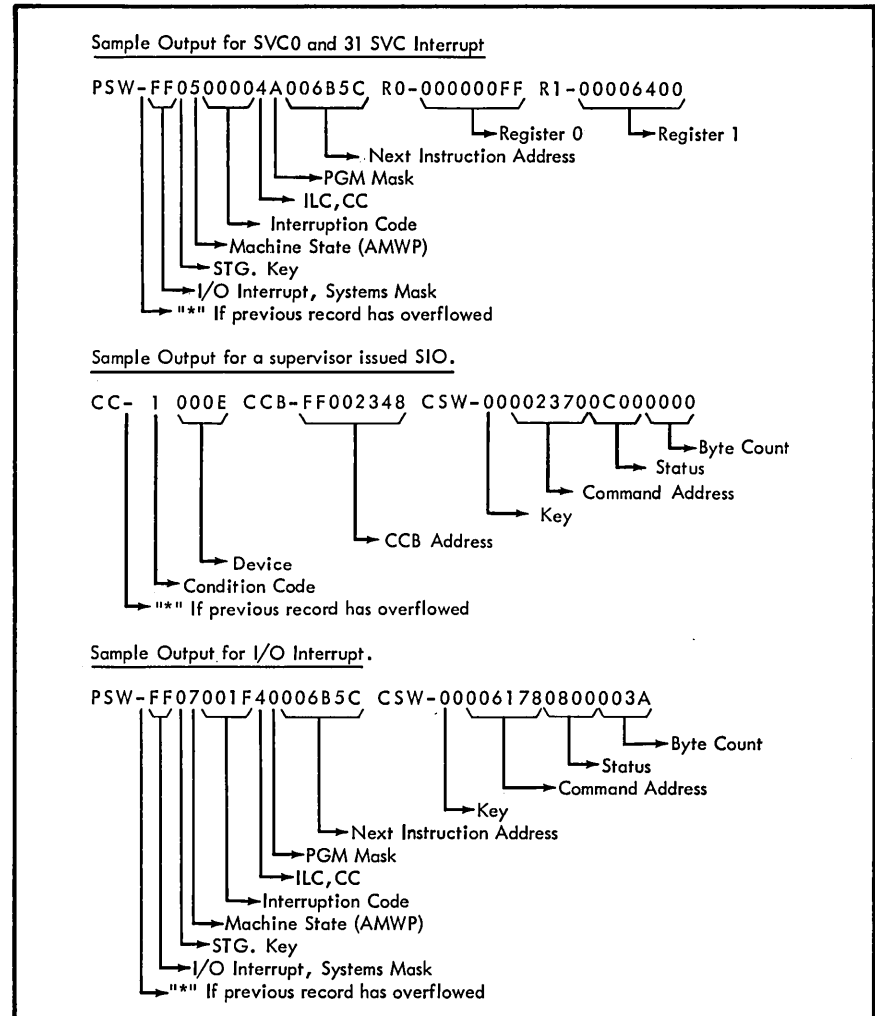 Sample Output for SVC0 and 31 SVC Interrupt
PSW-FF0500004A006B5C R0-000000FF R1-00006400
Register 0
Register 1
Next Instruction Address
PGM Mask
ILC,CC
Interruption Code
Machine State (AMWP)
STG. Key
I/O Interrupt, Systems Mask
"*" If previous record has overflowed
Sample Output for a supervisor issued SIO.
CC- 1 000E CCB-FF002348 CSW-000023700C000000
Byte Count
Status
Command Address
Key
CCB Address
Device
Condition Code
"*" If previous record has overflowed
Sample Output for I/O Interrupt.
PSW-FF07001F40006B5C CSW-000061780800003A
Byte Count
Status
Command Address
Key
Next Instruction Address
PGM Mask
ILC,CC
Interruption Code
Machine State (AMWP)
STG. Key
I/O Interrupt, Systems Mask
"*" If previous record has overflowed